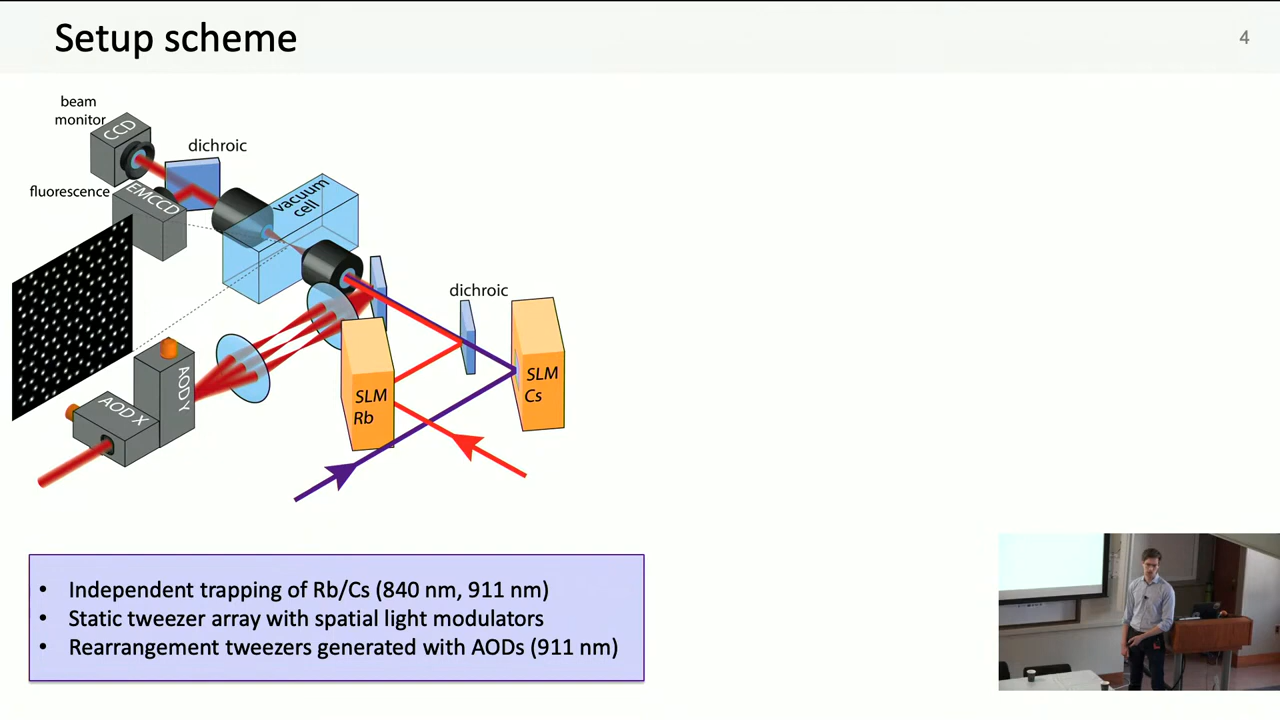 Setup scheme
4
beam
monitor
CCD
dichroic
fluorescence
EMCCD
vacuum
cell
dichroic
SLM
Cs
SLM
Rb
AOD Y
AOD X
• Independent trapping of Rb/Cs (840 nm, 911 nm)
• Static tweezer array with spatial light modulators
• Rearrangement tweezers generated with AODs (911 nm)